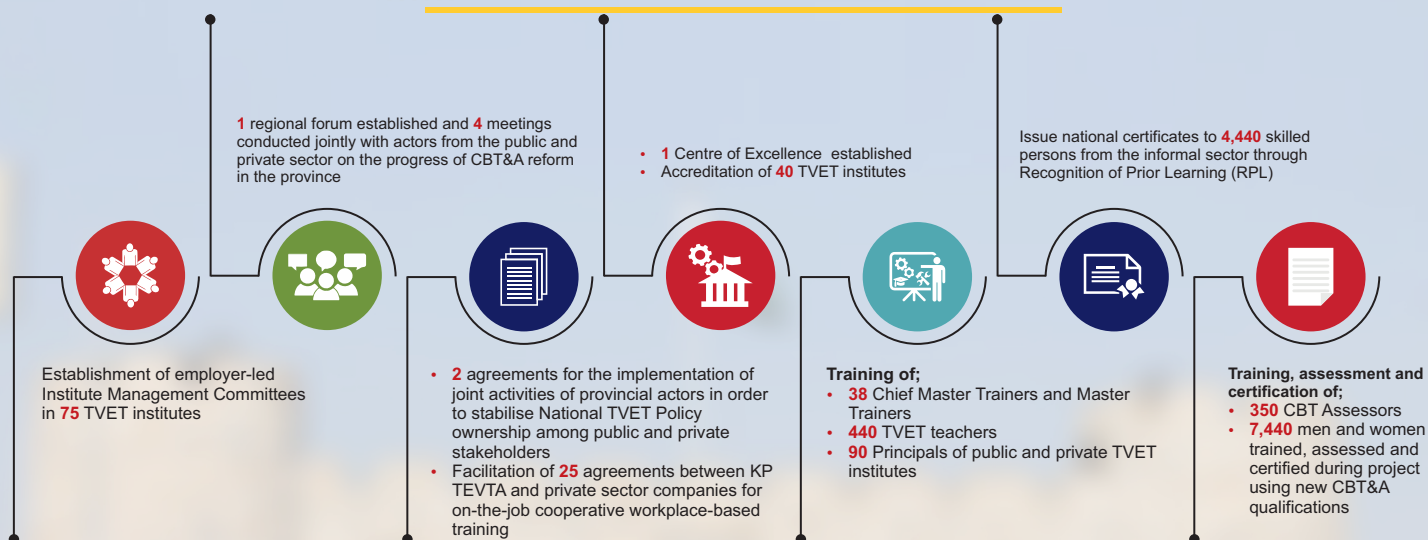 1 regional forum established and 4 meetings
conducted jointly with actors from the public and
private sector on the progress of CBT&A reform
in the province
• 1 Centre of Excellence established
• Accreditation of 40 TVET institutes
Issue national certificates to 4,440 skilled
persons from the informal sector through
Recognition of Prior Learning (RPL)
Establishment of employer-led
Institute Management Committees
in 75 TVET institutes
• 2 agreements for the implementation of
joint activities of provincial actors in order
to stabilise National TVET Policy
ownership among public and private
stakeholders
• Facilitation of 25 agreements between KP
TEVTA and private sector companies for
on-the-job cooperative workplace-based
training
Training of;
• 38 Chief Master Trainers and Master
Trainers
• 440 TVET teachers
• 90 Principals of public and private TVET
institutes
Training, assessment and
certification of;
• 350 CBT Assessors
• 7,440 men and women
trained, assessed and
certified during project
using new CBT&A
qualifications